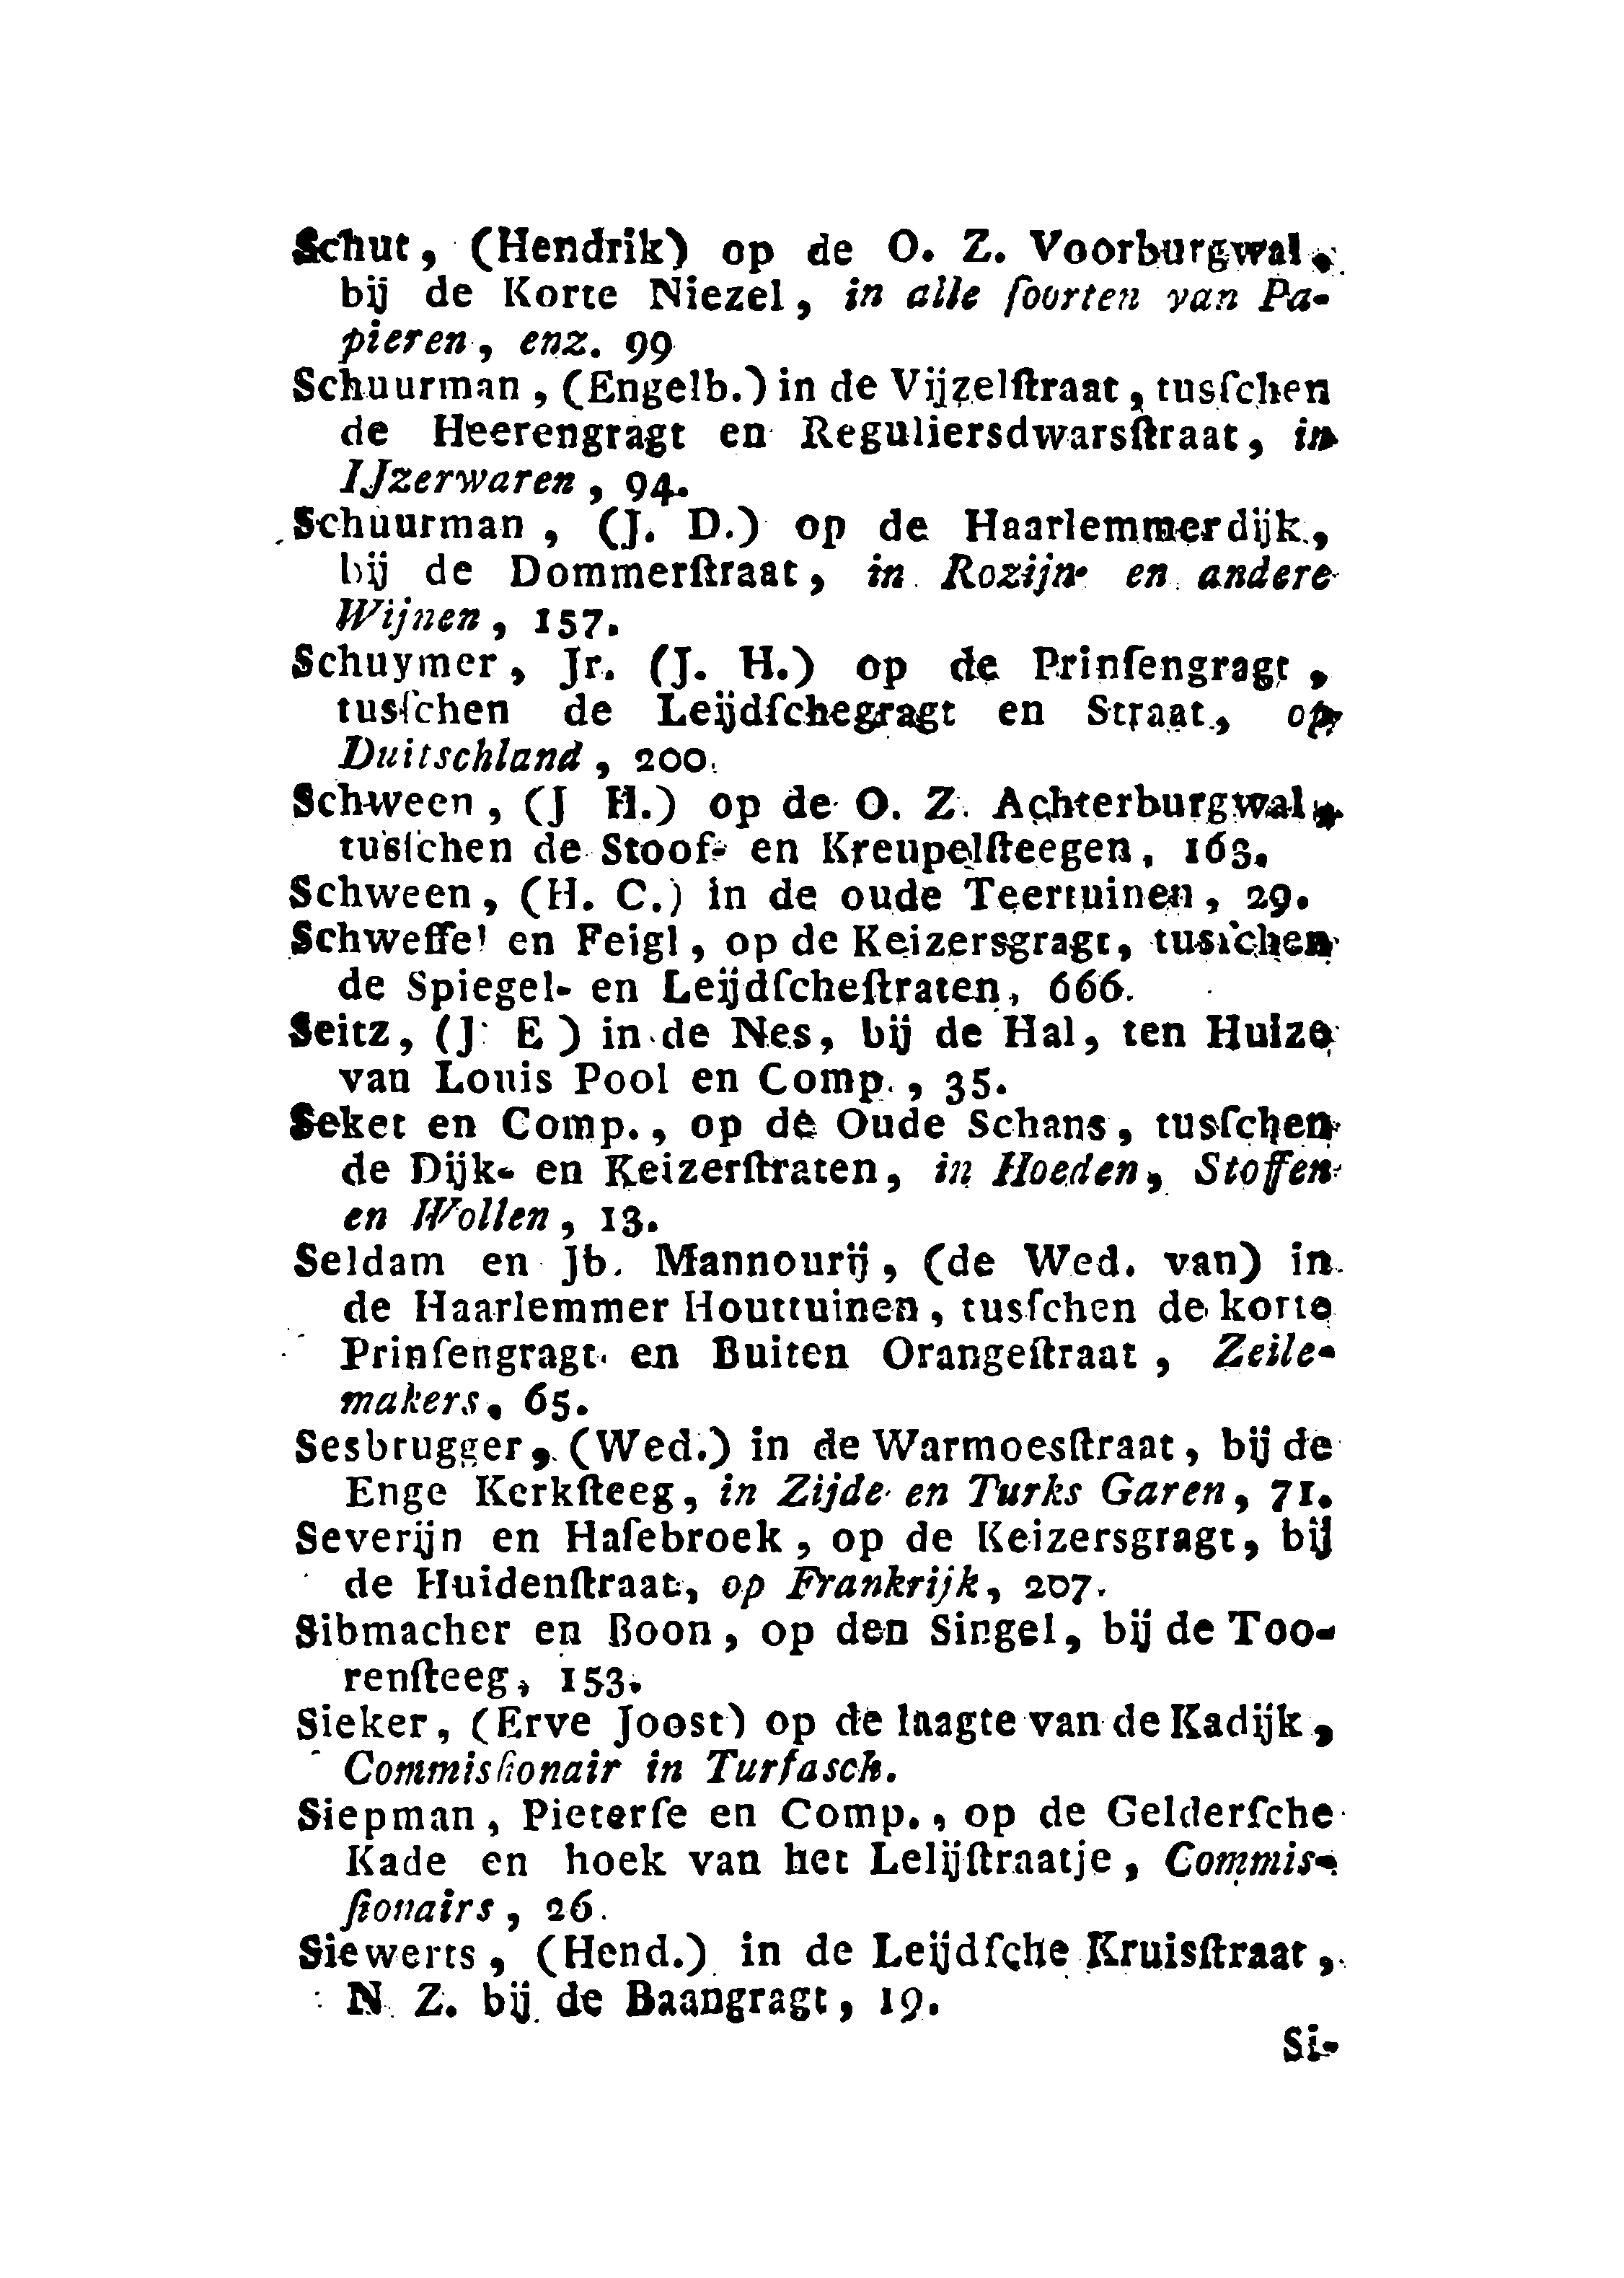 Schut, (Hendrik) op de O. Z. Voorburgwal,
bij de Korte Niezel, in alle ſoorten van Pa-
pieren, enz. 99
Schuurman, (Engelb.) in de Vijzelſtraat, tusſchen
de Heerengragt en Reguliersdwarsſtraat, in
IJzerwaren, 94.
Schuurman, (J. D.) op de Haarlemmerdijk,
bij de Dommerſtraat, in Rozijn- en andere
Wijnen, 157.
Schuymer, Jr. (J. H.) op de Prinſengragt,
tusſchen de Leijdſchegragt en Straat, op
Duitschland, 200.
Schween, (J H.) op de O. Z. Achterburgwal,
tusſchen de Stoof- en Kreupelſteegen, 163.
Schween, (H. C.) in de oude Teertuinen, 29.
Schweffel en Feigl, op de Keizersgragt, tusſchen
de Spiegel- en Leijdſcheſtraten, 666.
Seitz, (J. E) in de Nes, bij de Hal, ten Huize
van Louis Pool en Comp., 35.
Seket en Comp., op de Oude Schans, tusſchen
de Dijk- en Keizerſtraten, in Hoeden, Stoffen
en Wollen, 13.
Seldam en Jb. Mannourij, (de Wed. van) in
de Haarlemmer Houttuinen, tusſchen de korte
Prinſengragt en Buiten Orangeſtraat, Zeile-
makers, 65.
Sesbrugger, (Wed.) in de Warmoesſtraat, bij de
Enge Kerkſteeg, in Zijde en Turks Garen, 71.
Severijn en Haſebroek, op de Keizersgragt, bij
de Huidenſtraat, op Frankrijk, 207.
Sibmacher en Boon, op den Singel, bij de Too-
renſteeg, 153.
Sieker, (Erve Joost) op de laagte van de Kadijk,
Commisſionair in Turfasch.
Siepman, Pieterſe en Comp., op de Gelderſche
Kade en hoek van het Lelijſtraatje, Commis-
ſionairs, 26.
Siewerts, (Hend.) in de Leijdſche Kruisſtraat,
N. Z. bij de Baangragt, 19.
Si-